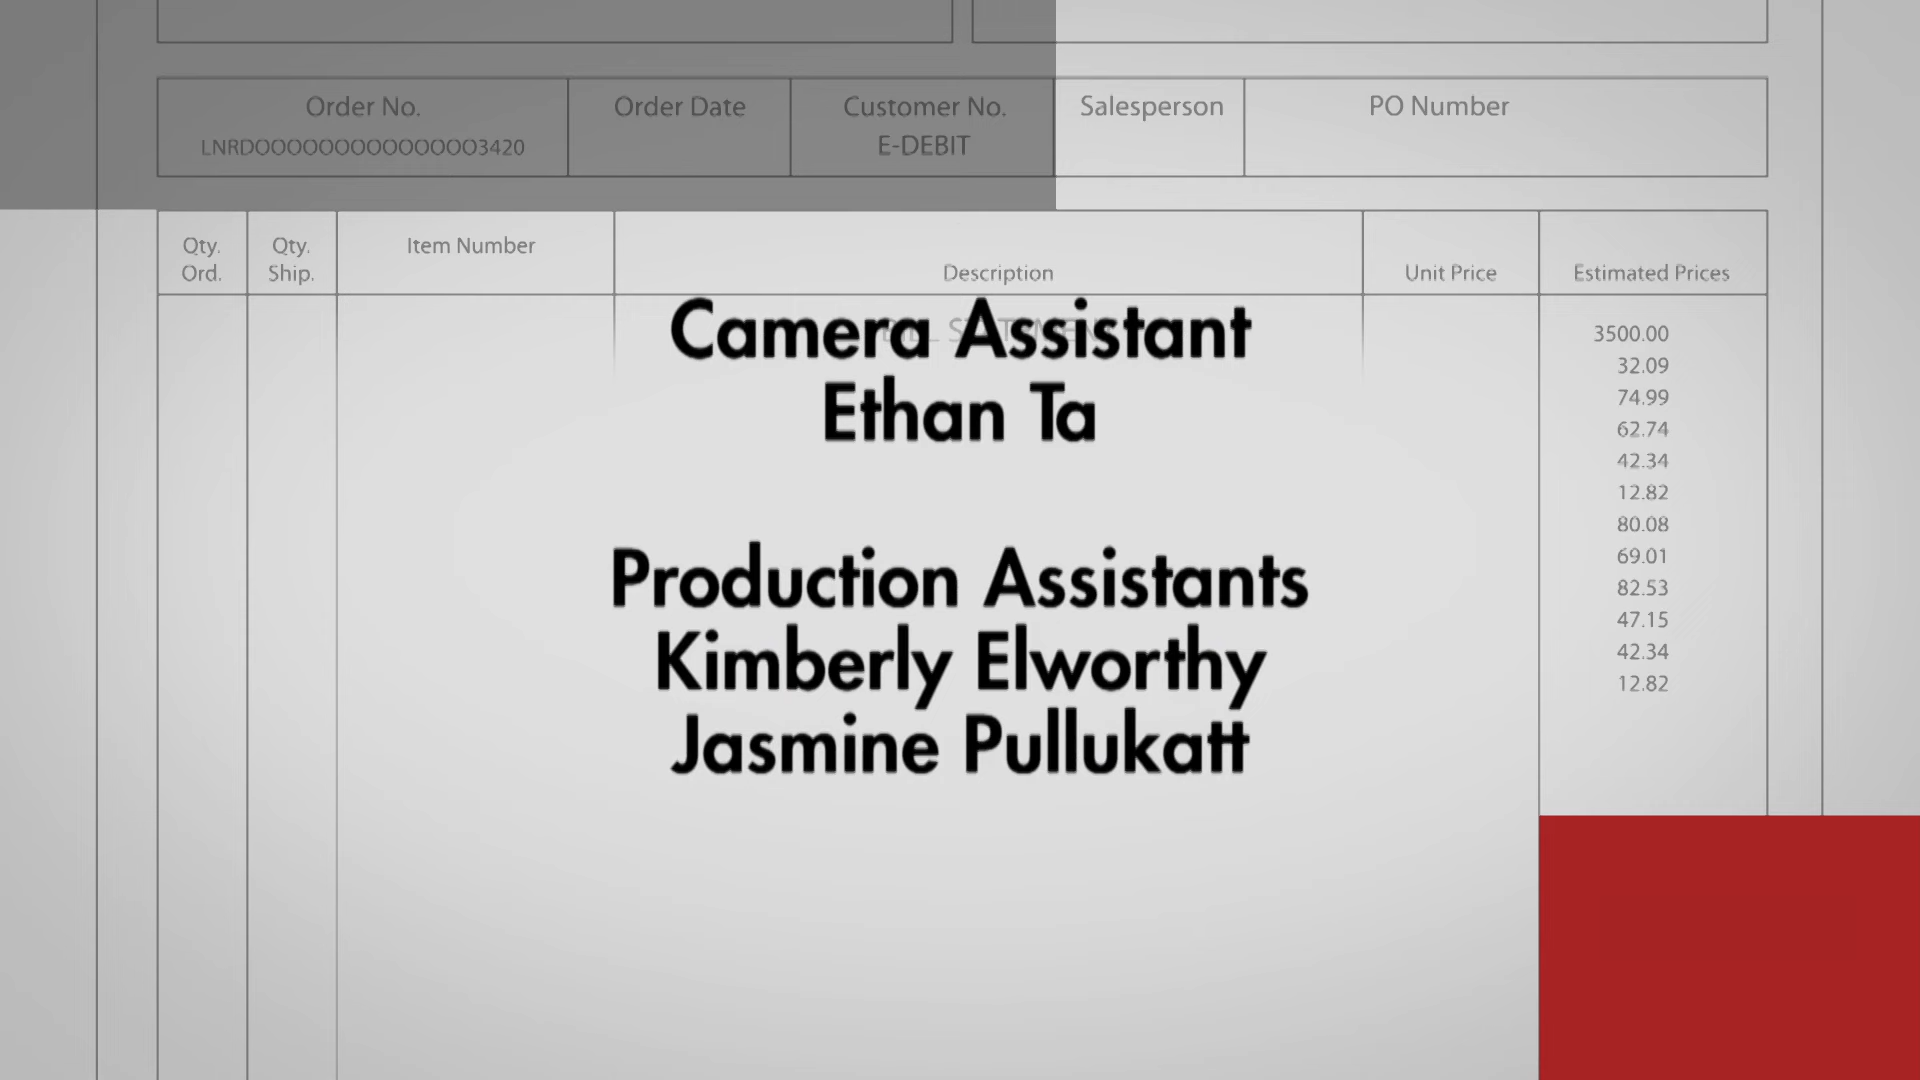 Order No.
LNRDOOOOOOOOOOOOOO3420
Order Date
Customer No.
E-DEBIT
Salesperson
PO Number
Qty.
Ord.
Qty.
Ship.
Item Number
Description
Unit Price
Estimated Prices
BILL STATEMENT
Camera Assistant
Ethan Ta
Production Assistants
Kimberly Elworthy
Jasmine Pullukatt
3500.00
32.09
74.99
62.74
42.34
12.82
80.08
69.01
82.53
47.15
42.34
12.82